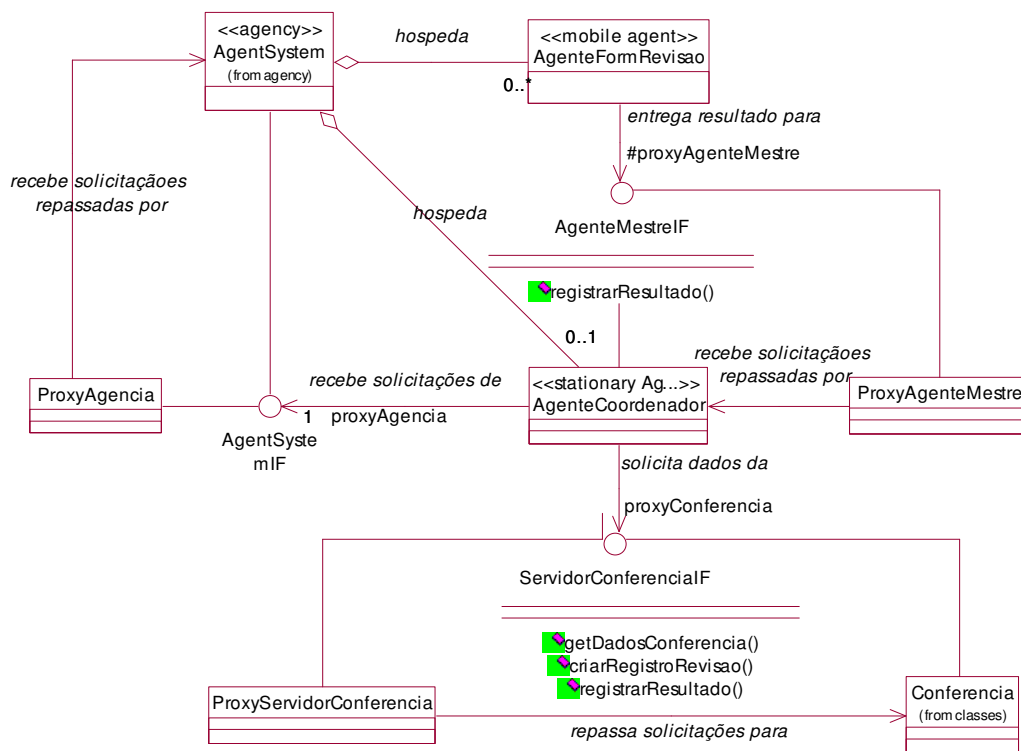 <<agency>>
AgentSystem
(from agency)
hospeda
0..*
<<mobile agent>>
AgenteFormRevisao
entrega resultado para
#proxyAgenteMestre
recebe solicitaçãoes
repassadas por
hospeda
AgenteMestreIF
registrarResultado()
0..1
recebe solicitaçãoes
repassadas por
ProxyAgencia
recebe solicitações de
1
proxyAgencia
AgentSyste
mIF
<<stationary Ag...>>
AgenteCoordenador
ProxyAgenteMestre
solicita dados da
proxyConferencia
ServidorConferenciaIF
getDadosConferencia()
criarRegistroRevisao()
registrarResultado()
ProxyServidorConferencia
Conferencia
(from classes)
repassa solicitações para